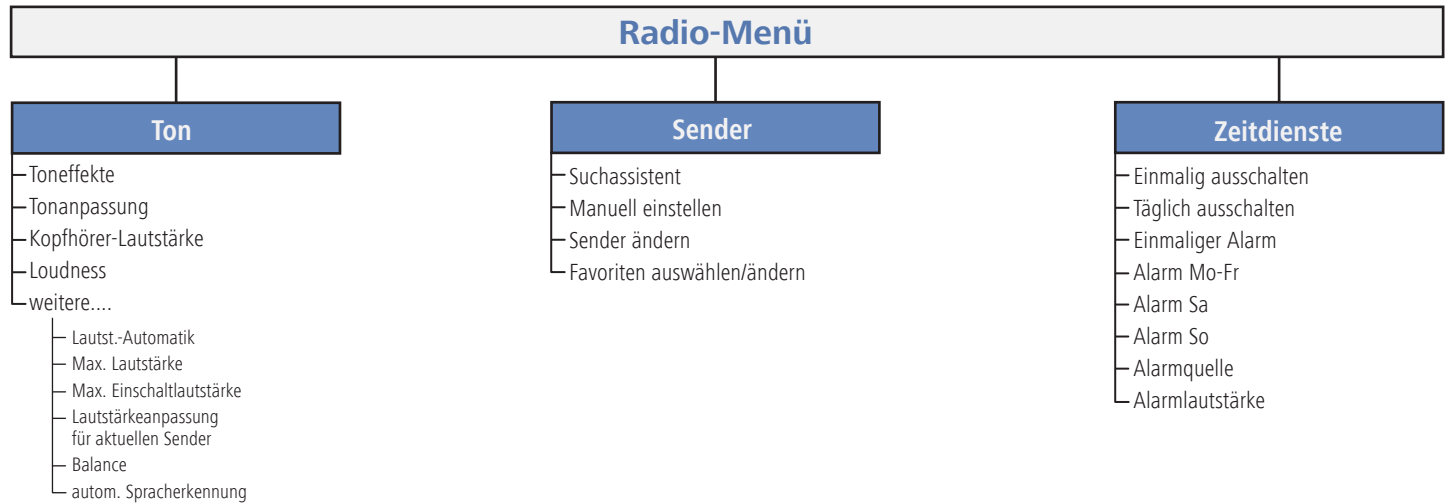 Radio-Menü
Ton
Toneffekte
Tonanpassung
Kopfhörer-Lautstärke
Loudness
weitere....
Lautst.-Automatik
Max. Lautstärke
Max. Einschaltlautstärke
Lautstärkeanpassung
für aktuellen Sender
Balance
autom. Spracherkennung
Sender
Suchassistent
Manuell einstellen
Sender ändern
Favoriten auswählen/ändern
Zeitdienste
Einmalig ausschalten
Täglich ausschalten
Einmaliger Alarm
Alarm Mo-Fr
Alarm Sa
Alarm So
Alarmquelle
Alarmlautstärke